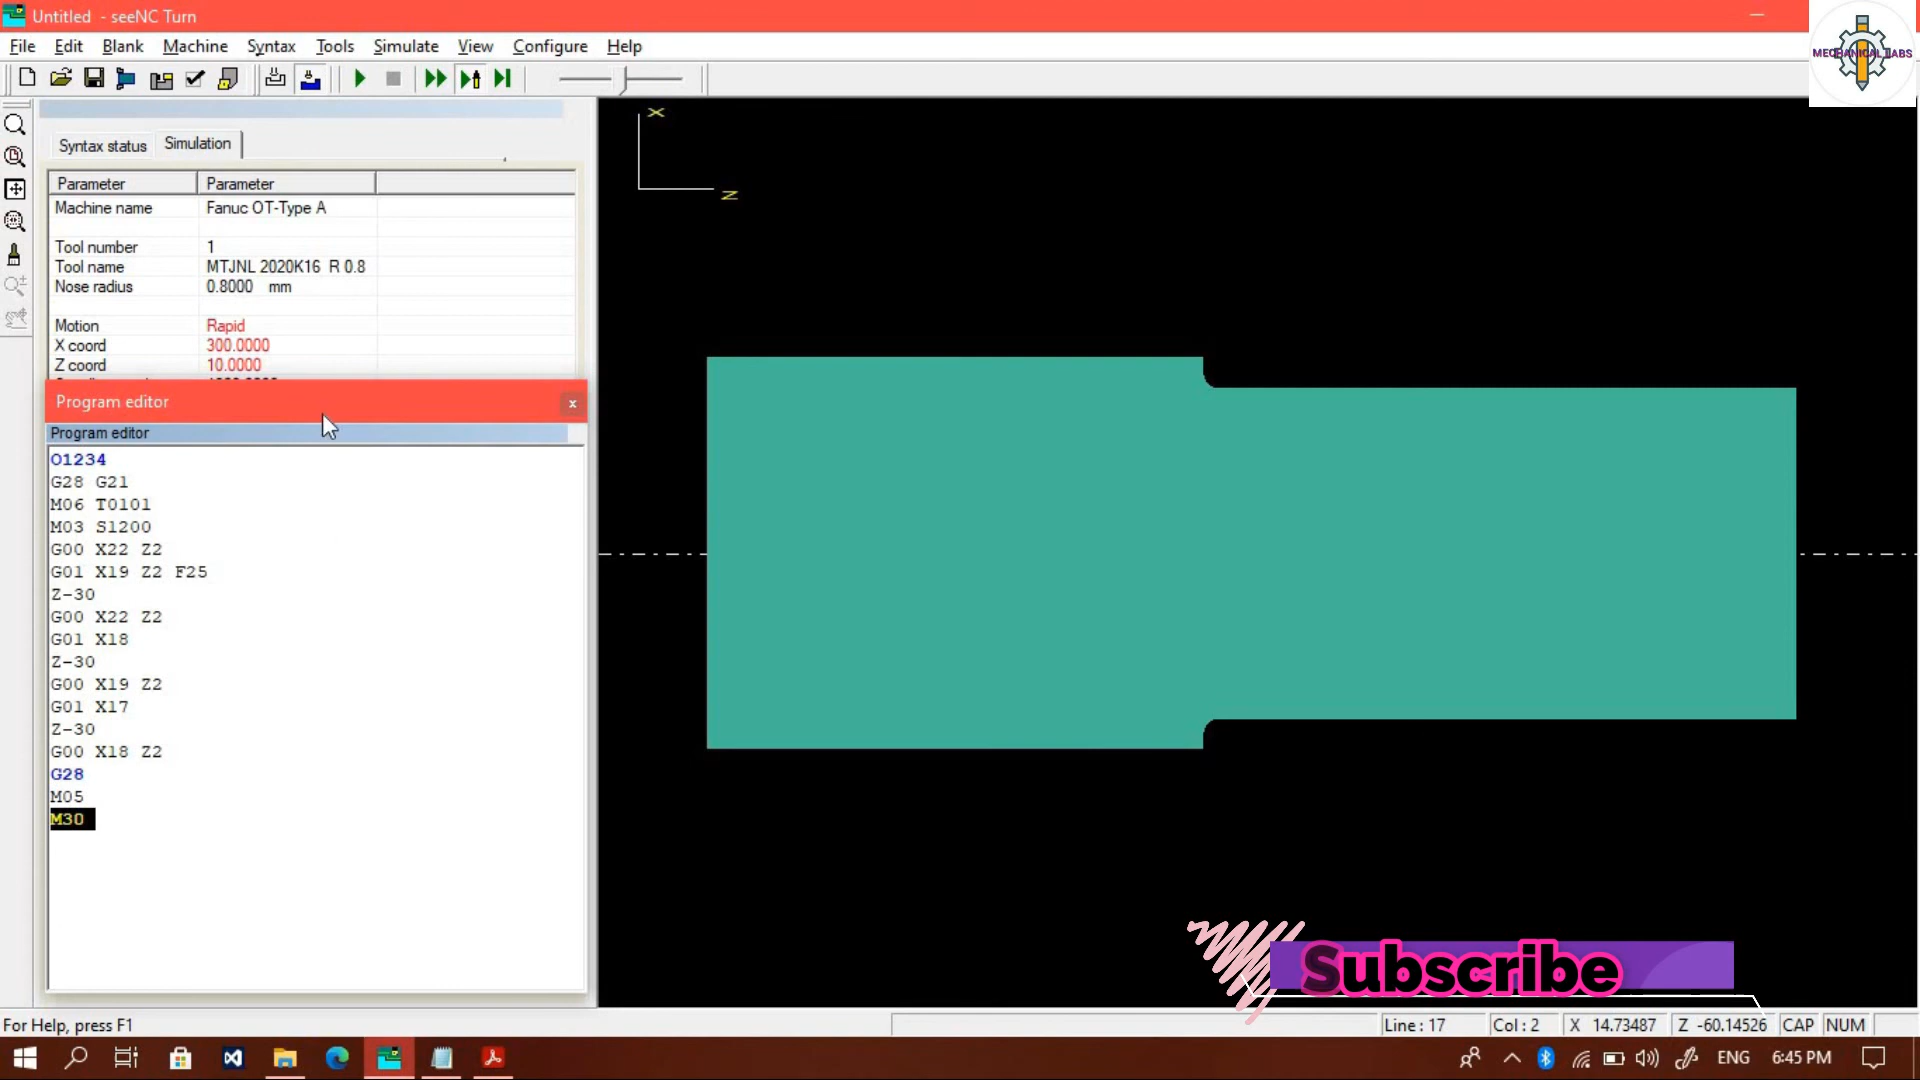 Untitled - seeNC Turn
MECHANICAL LABS
File Edit Blank Machine Syntax Tools Simulate View Configure Help
Syntax status Simulation
Parameter Parameter
Machine name Fanuc OT-Type A
Tool number 1
Tool name MTJNL 2020K16 R 0.8
Nose radius 0.8000 mm
Motion Rapid
X coord 300.0000
Z coord 10.0000
X
Z
Program editor x
Program editor
O1234
G28 G21
M06 T0101
M03 S1200
G00 X22 Z2
G01 X19 Z2 F25
Z-30
G00 X22 Z2
G01 X18
Z-30
G00 X19 Z2
G01 X17
Z-30
G00 X18 Z2
G28
M05
M30
Subscribe
For Help, press F1 Line : 17 Col : 2 X 14.73487 Z -60.14526 CAP NUM
ENG 6:45 PM